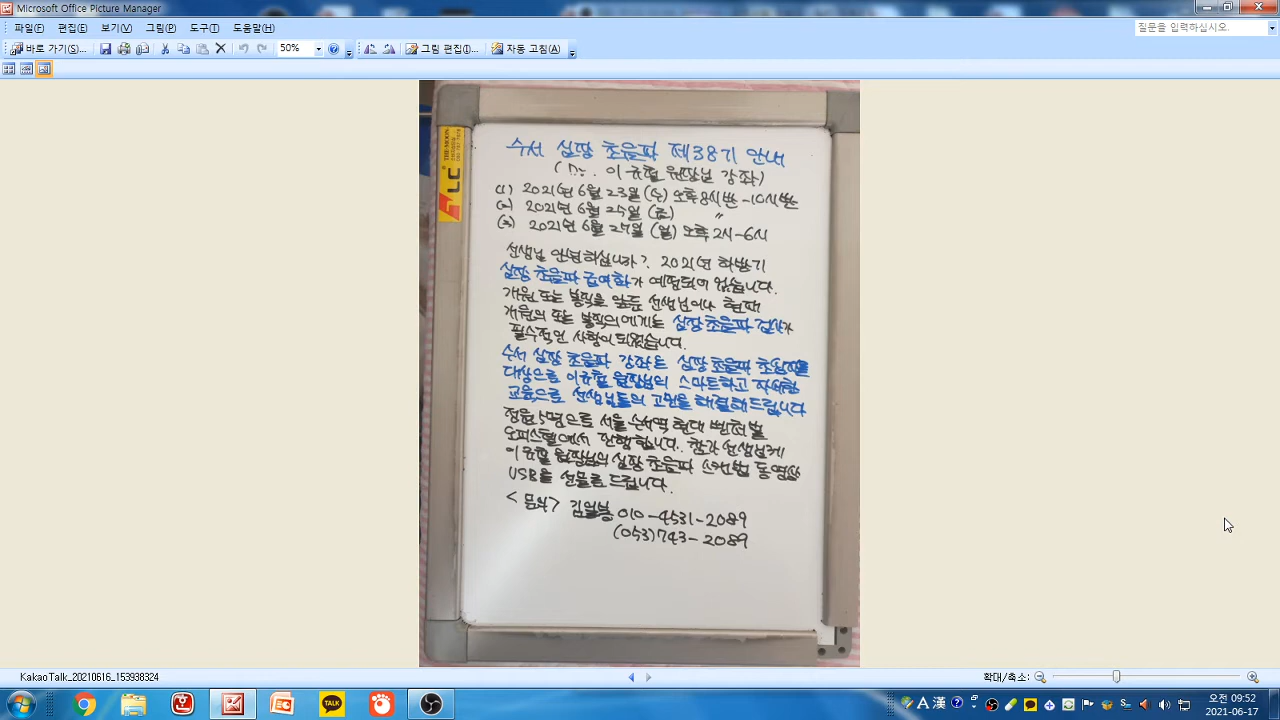 Microsoft Office Picture Manager
파일(F) 편집(E) 보기(V) 그림(P) 도구(T) 도움말(H)
질문을 입력하십시오.
바로 가기(S)... 50% 그림 편집(I)... 자동 고침(A)
수서 심장 초음파 제38기 안내
(Dr. 이규철 원장님 강좌)
(1) 2021년 6월 23일 (수) 오후 8시반 -10시반
(2) 2021년 6월 25일 (금) 〃
(3) 2021년 6월 27일 (일) 오후 2시-6시
선생님 안녕하십니까? 2021년 하반기
심장 초음파 급여화가 예정되어 있습니다.
개원 또는 봉직을 앞둔 선생님이나 현재
개원의 또는 봉직의에게는 심장 초음파 검사가
필수적인 사항이 되었습니다.
수서 심장 초음파 강좌는 심장 초음파 초심자를
대상으로 이규철 원장님의 스마트하고 자세한
교육으로 선생님들의 고민을 해결해드립니다
정원 5명으로 서울 수서역 현대 벤처빌
오피스텔에서 진행합니다. 참가 선생님께
이규철 원장님의 심장 초음파 스캔법 동영상
USB를 선물로 드립니다.
<문의> 김일봉 010-4531-2089
(053)743-2089
KakaoTalk_20210616_153938324
확대/축소:
TALK
A 漢
오전 09:52
2021-06-17